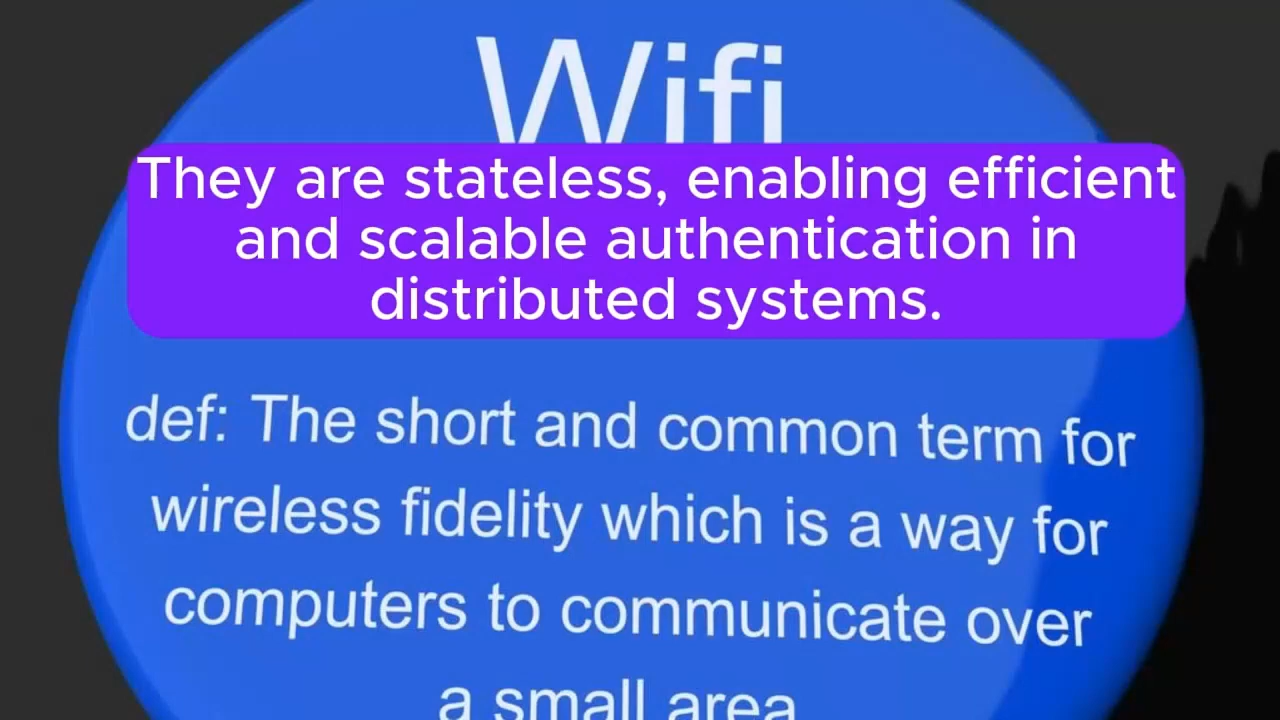 Wifi
They are stateless, enabling efficient
and scalable authentication in
distributed systems.
def: The short and common term for
wireless fidelity which is a way for
computers to communicate over
a small area